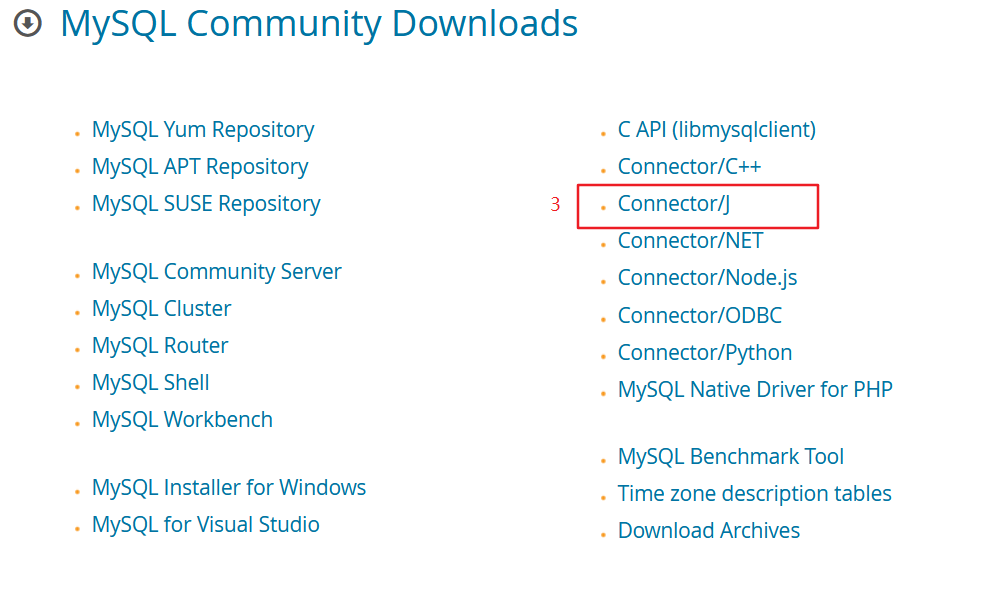 MySQL Community Downloads
MySQL Yum Repository
MySQL APT Repository
MySQL SUSE Repository
MySQL Community Server
MySQL Cluster
MySQL Router
MySQL Shell
MySQL Workbench
MySQL Installer for Windows
MySQL for Visual Studio
C API (libmysqlclient)
Connector/C++
3 Connector/J
Connector/NET
Connector/Node.js
Connector/ODBC
Connector/Python
MySQL Native Driver for PHP
MySQL Benchmark Tool
Time zone description tables
Download Archives